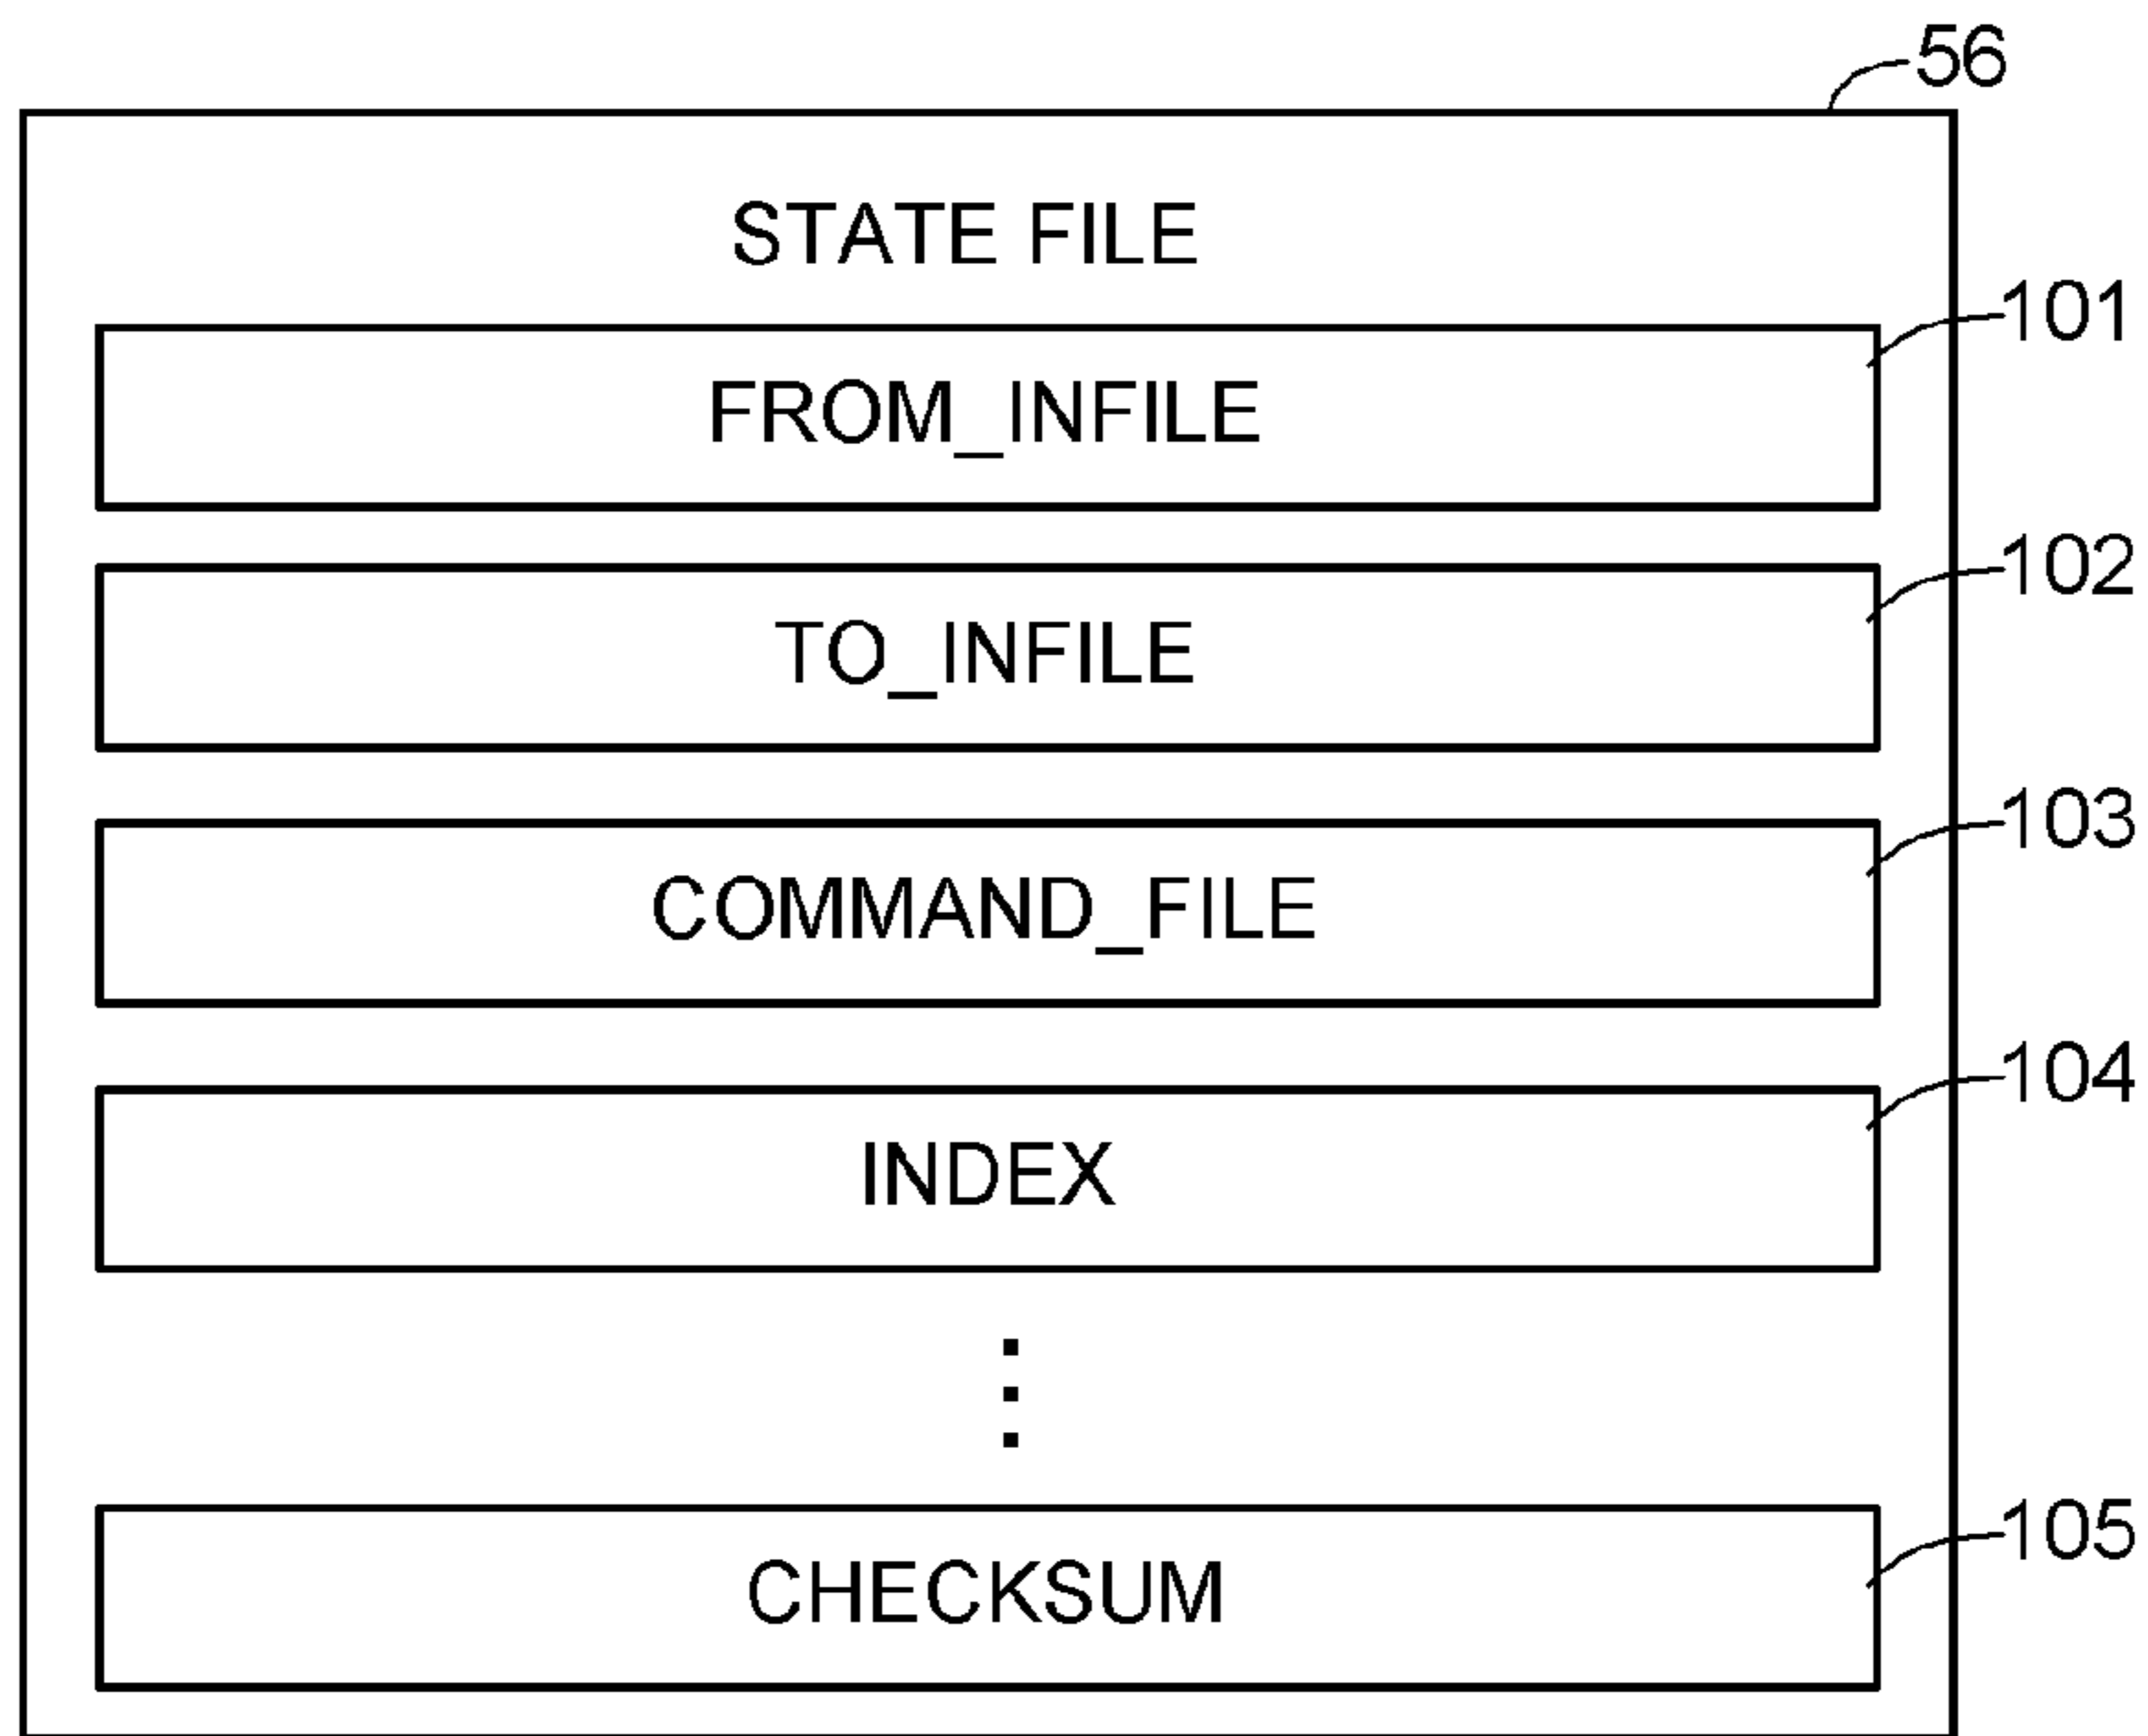 56
STATE FILE
101
FROM_INFILE
102
TO_INFILE
103
COMMAND_FILE
104
INDEX
105
CHECKSUM